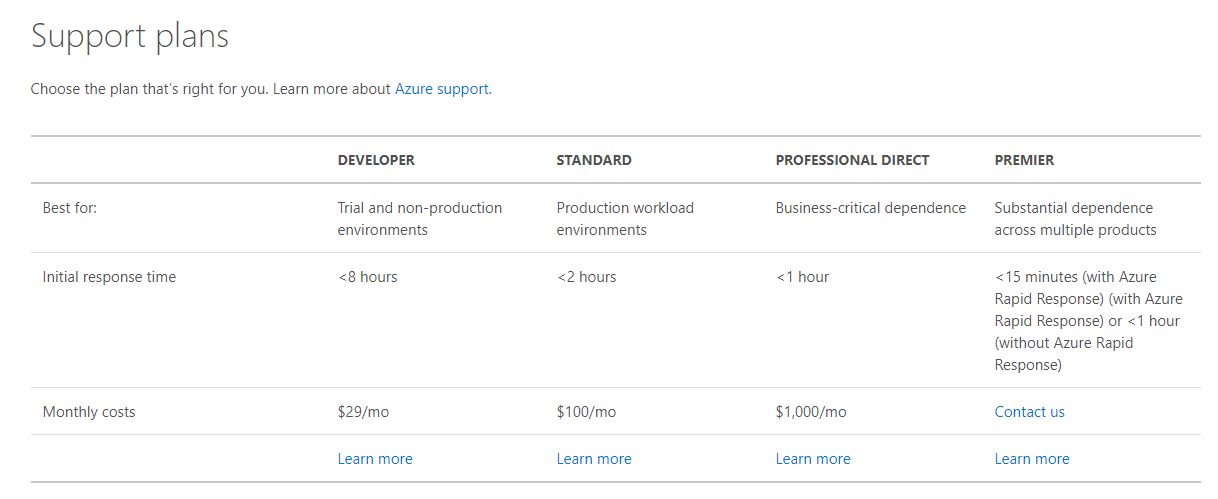 Support plans
Choose the plan that's right for you. Learn more about Azure support.
DEVELOPER STANDARD PROFESSIONAL DIRECT PREMIER
Best for: Trial and non-production Production workload Business-critical dependence Substantial dependence
environments environments across multiple products
Initial response time <8 hours <2 hours <1 hour <15 minutes (with Azure
Rapid Response) (with Azure
Rapid Response) or <1 hour
(without Azure Rapid
Response)
Monthly costs $29/mo $100/mo $1,000/mo Contact us
Learn more Learn more Learn more Learn more